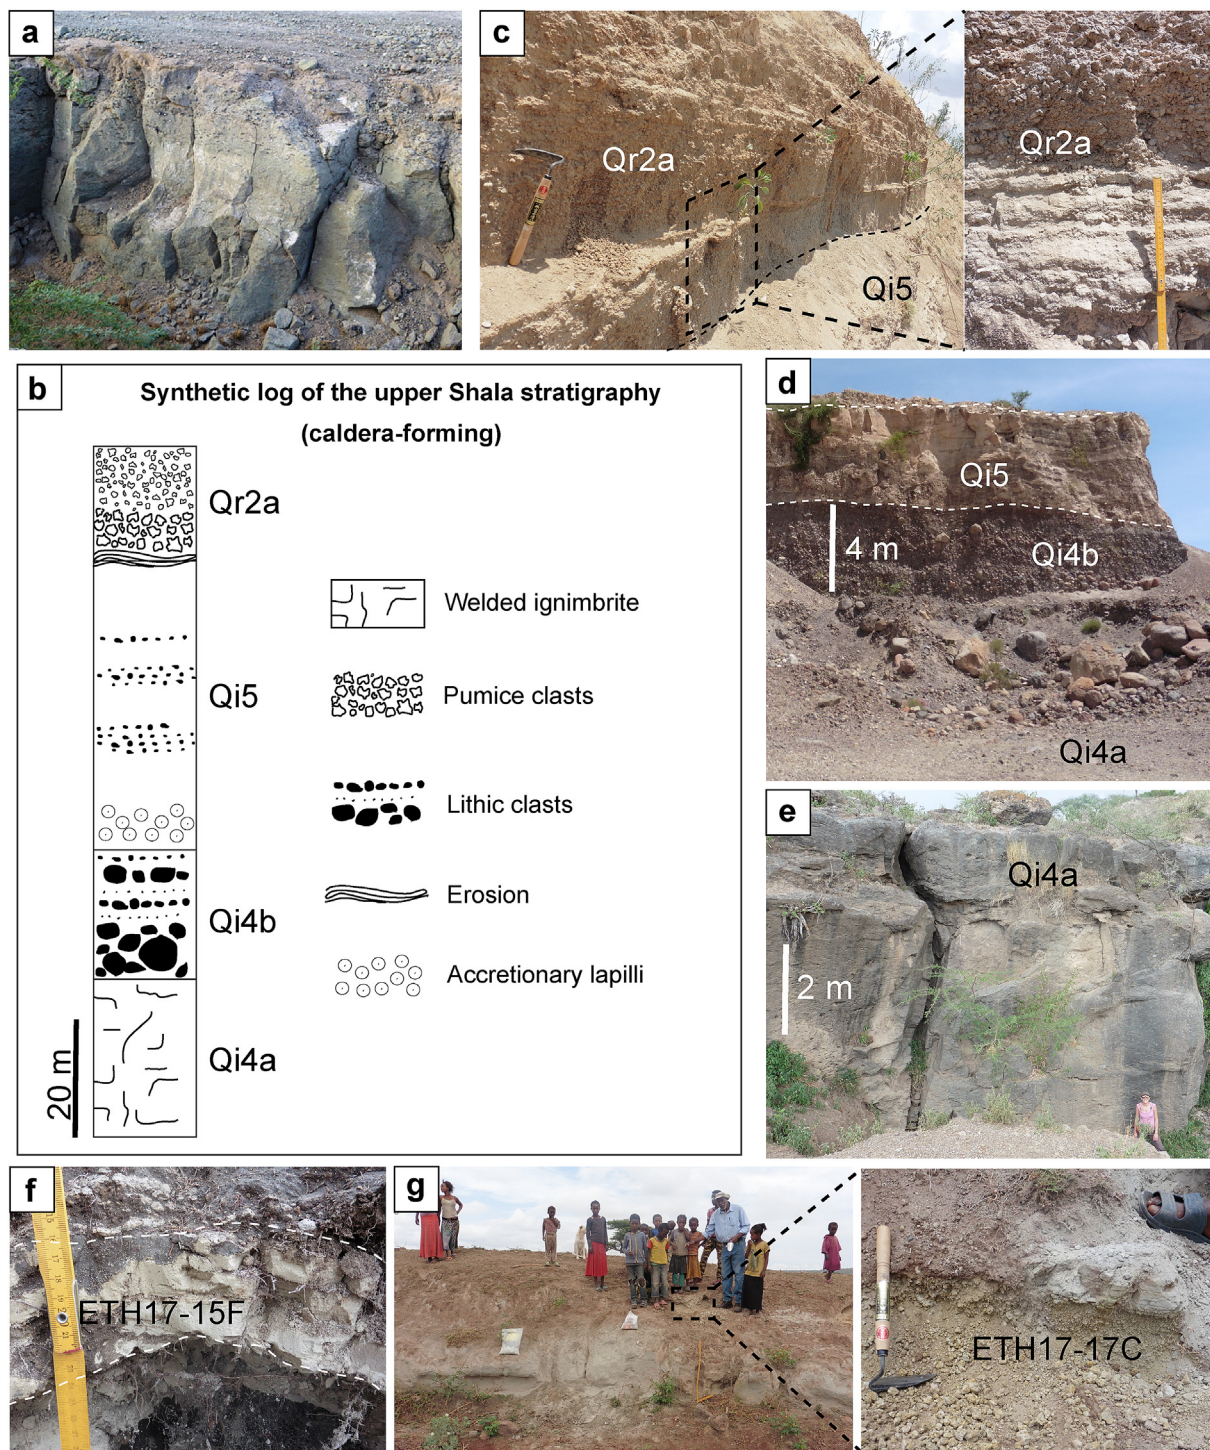 a
c
Qr2a
Qi5
Qr2a
b
Synthetic log of the upper Shala stratigraphy
(caldera-forming)
Qr2a
Qi5
Qi4b
Qi4a
20 m
Welded ignimbrite
Pumice clasts
Lithic clasts
Erosion
Accretionary lapilli
d
Qi5
4 m
Qi4b
Qi4a
e
Qi4a
2 m
f
ETH17-15F
g
ETH17-17C